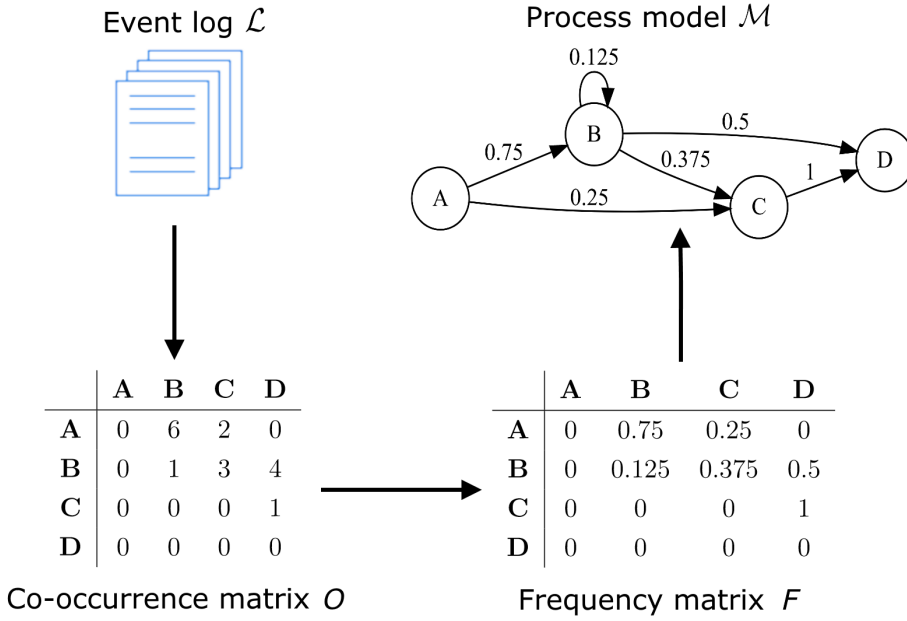 Event log ℒ
Process model ℳ
0.125
B
0.5
D
0.75
0.375
1
A
0.25
C
A B C D
A 0 6 2 0
B 0 1 3 4
C 0 0 0 1
D 0 0 0 0
Co-occurrence matrix O
A B C D
A 0 0.75 0.25 0
B 0 0.125 0.375 0.5
C 0 0 0 1
D 0 0 0 0
Frequency matrix F